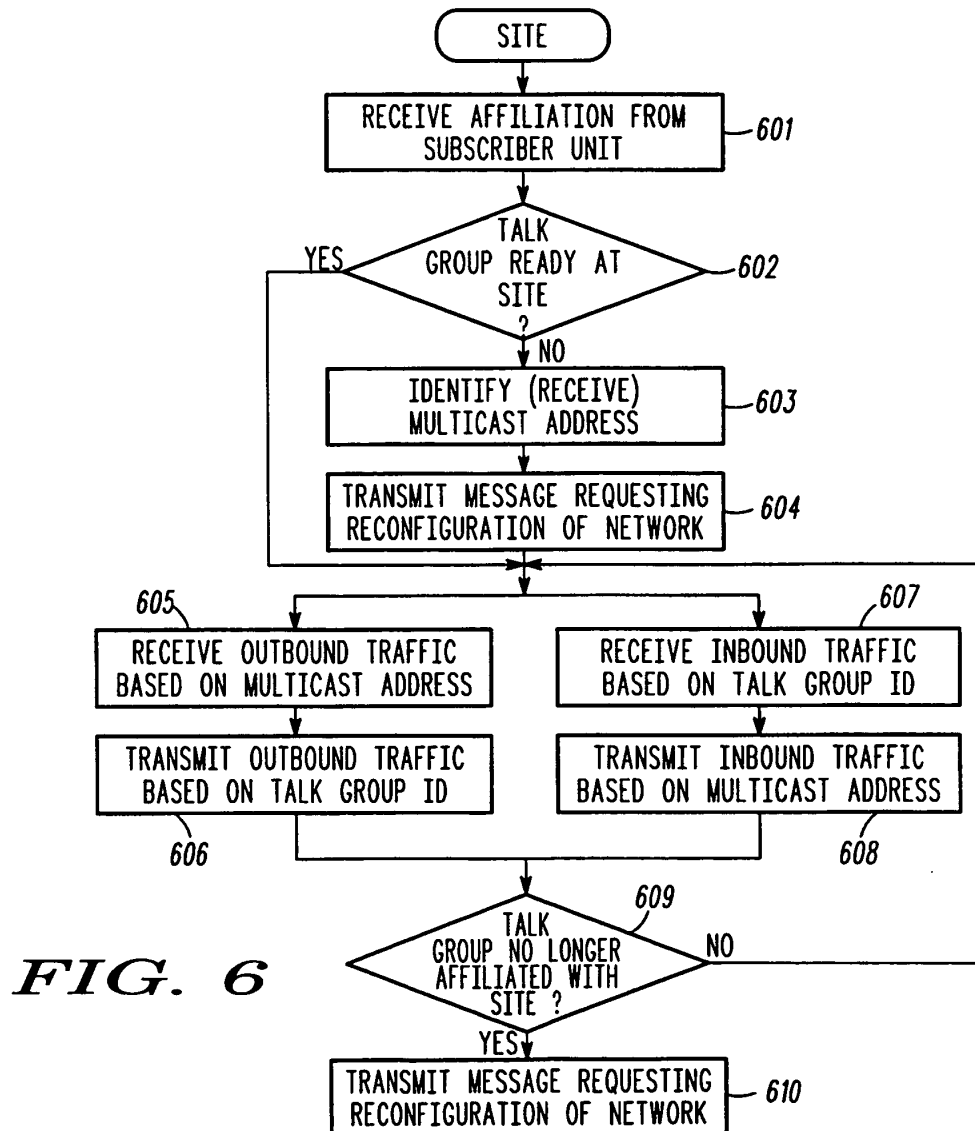 SITE
RECEIVE AFFILIATION FROM
SUBSCRIBER UNIT
601
TALK
GROUP READY AT
SITE
?
YES
602
NO
IDENTIFY (RECEIVE)
MULTICAST ADDRESS
603
TRANSMIT MESSAGE REQUESTING
RECONFIGURATION OF NETWORK
604
605
RECEIVE OUTBOUND TRAFFIC
BASED ON MULTICAST ADDRESS
607
RECEIVE INBOUND TRAFFIC
BASED ON TALK GROUP ID
TRANSMIT OUTBOUND TRAFFIC
BASED ON TALK GROUP ID
606
TRANSMIT INBOUND TRAFFIC
BASED ON MULTICAST ADDRESS
608
609
TALK
GROUP NO LONGER
AFFILIATED WITH
SITE ?
NO
FIG. 6
YES
TRANSMIT MESSAGE REQUESTING
RECONFIGURATION OF NETWORK
610